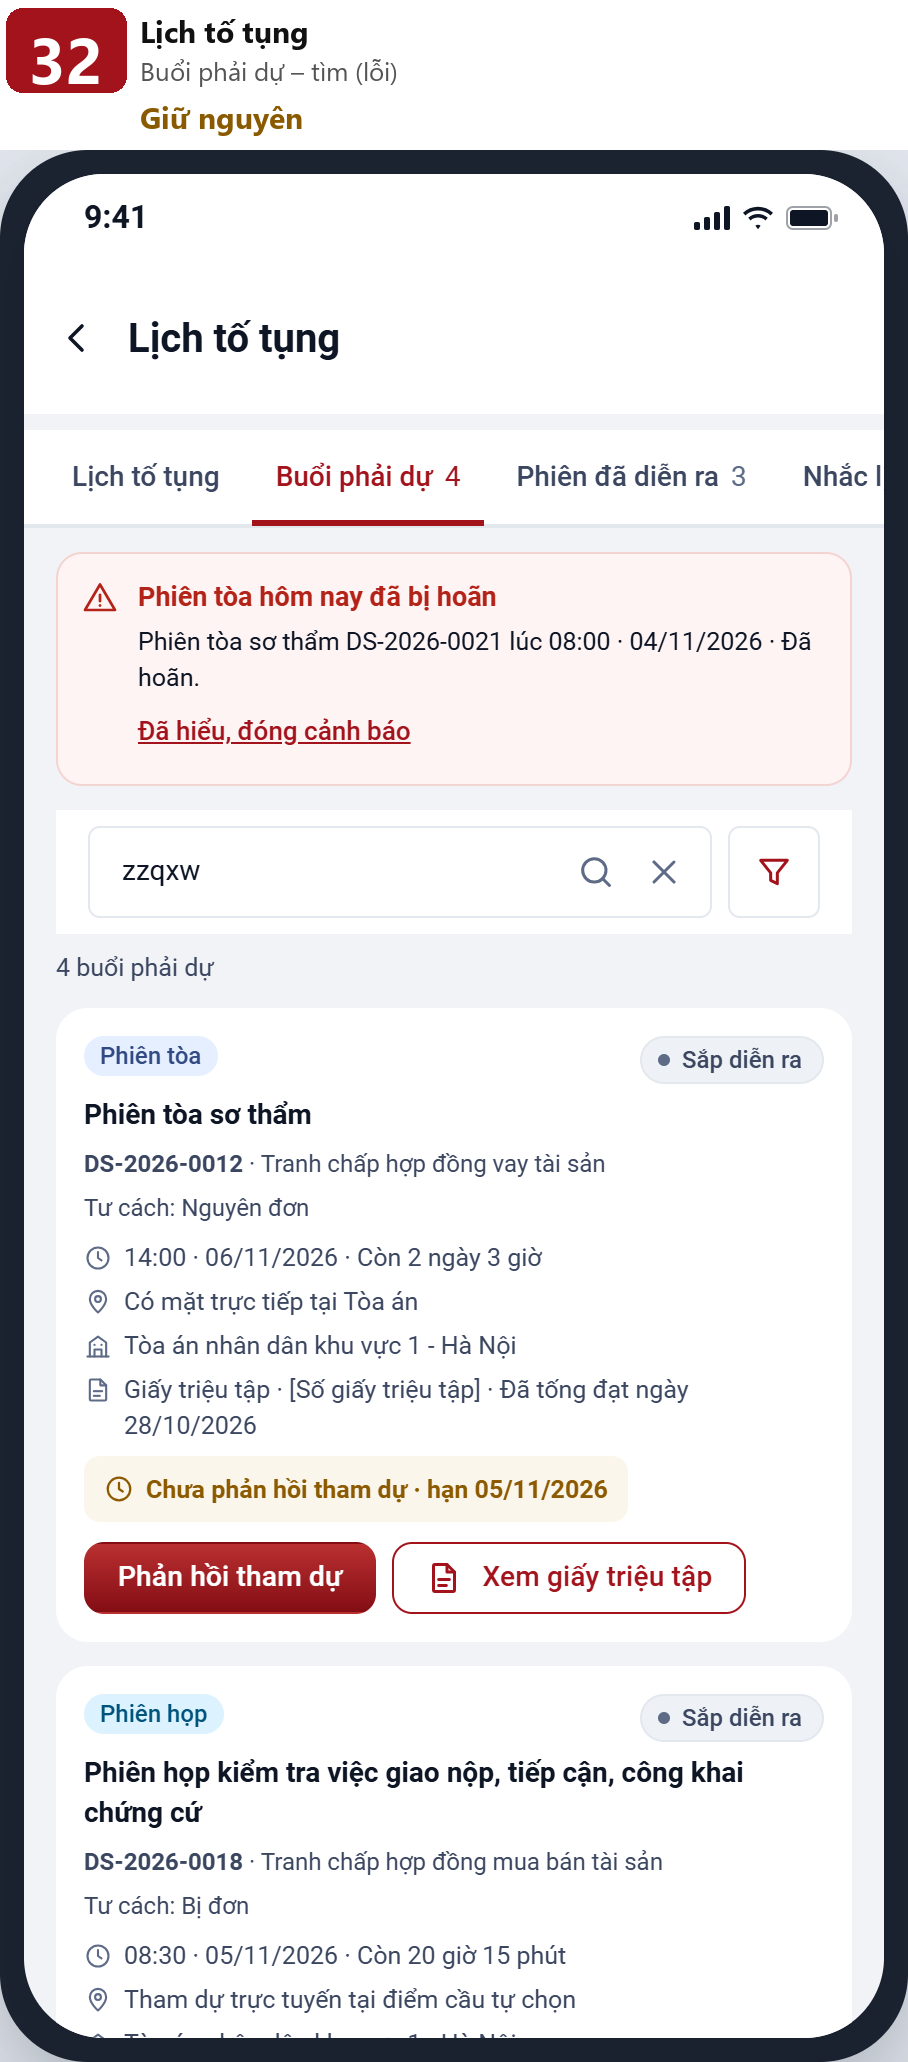 32
Lịch tố tụng
Buổi phải dự – tìm (lỗi)
Giữ nguyên
9:41
Lịch tố tụng
Lịch tố tụng
Buổi phải dự 4
Phiên đã diễn ra 3
Nhắc l
Phiên tòa hôm nay đã bị hoãn
Phiên tòa sơ thẩm DS-2026-0021 lúc 08:00 · 04/11/2026 · Đã
hoãn.
Đã hiểu, đóng cảnh báo
zzqxw
4 buổi phải dự
Phiên tòa
Sắp diễn ra
Phiên tòa sơ thẩm
DS-2026-0012 · Tranh chấp hợp đồng vay tài sản
Tư cách: Nguyên đơn
14:00 · 06/11/2026 · Còn 2 ngày 3 giờ
Có mặt trực tiếp tại Tòa án
Tòa án nhân dân khu vực 1 - Hà Nội
Giấy triệu tập · [Số giấy triệu tập] · Đã tống đạt ngày
28/10/2026
Chưa phản hồi tham dự · hạn 05/11/2026
Phản hồi tham dự
Xem giấy triệu tập
Phiên họp
Sắp diễn ra
Phiên họp kiểm tra việc giao nộp, tiếp cận, công khai
chứng cứ
DS-2026-0018 · Tranh chấp hợp đồng mua bán tài sản
Tư cách: Bị đơn
08:30 · 05/11/2026 · Còn 20 giờ 15 phút
Tham dự trực tuyến tại điểm cầu tự chọn